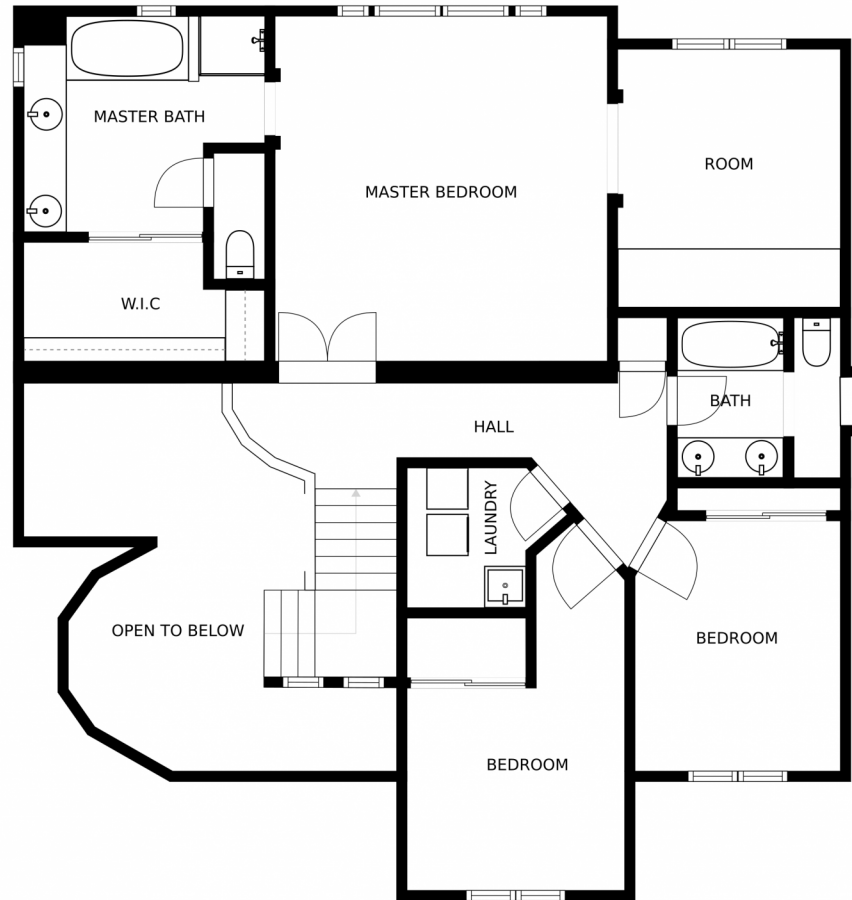 MASTER BATH
ROOM
MASTER BEDROOM
W.I.C
BATH
HALL
LAUNDRY
OPEN TO BELOW
BEDROOM
BEDROOM